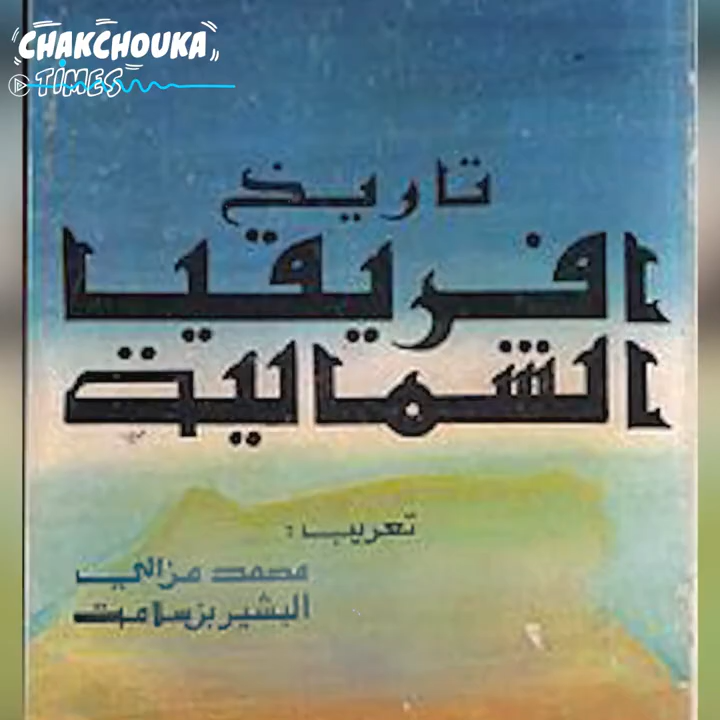 CHAKCHOUKA
TIMES
تاريخ
افريقيا
الشمالية
تعريب :
محمد مزالي
البشير بن سلامة